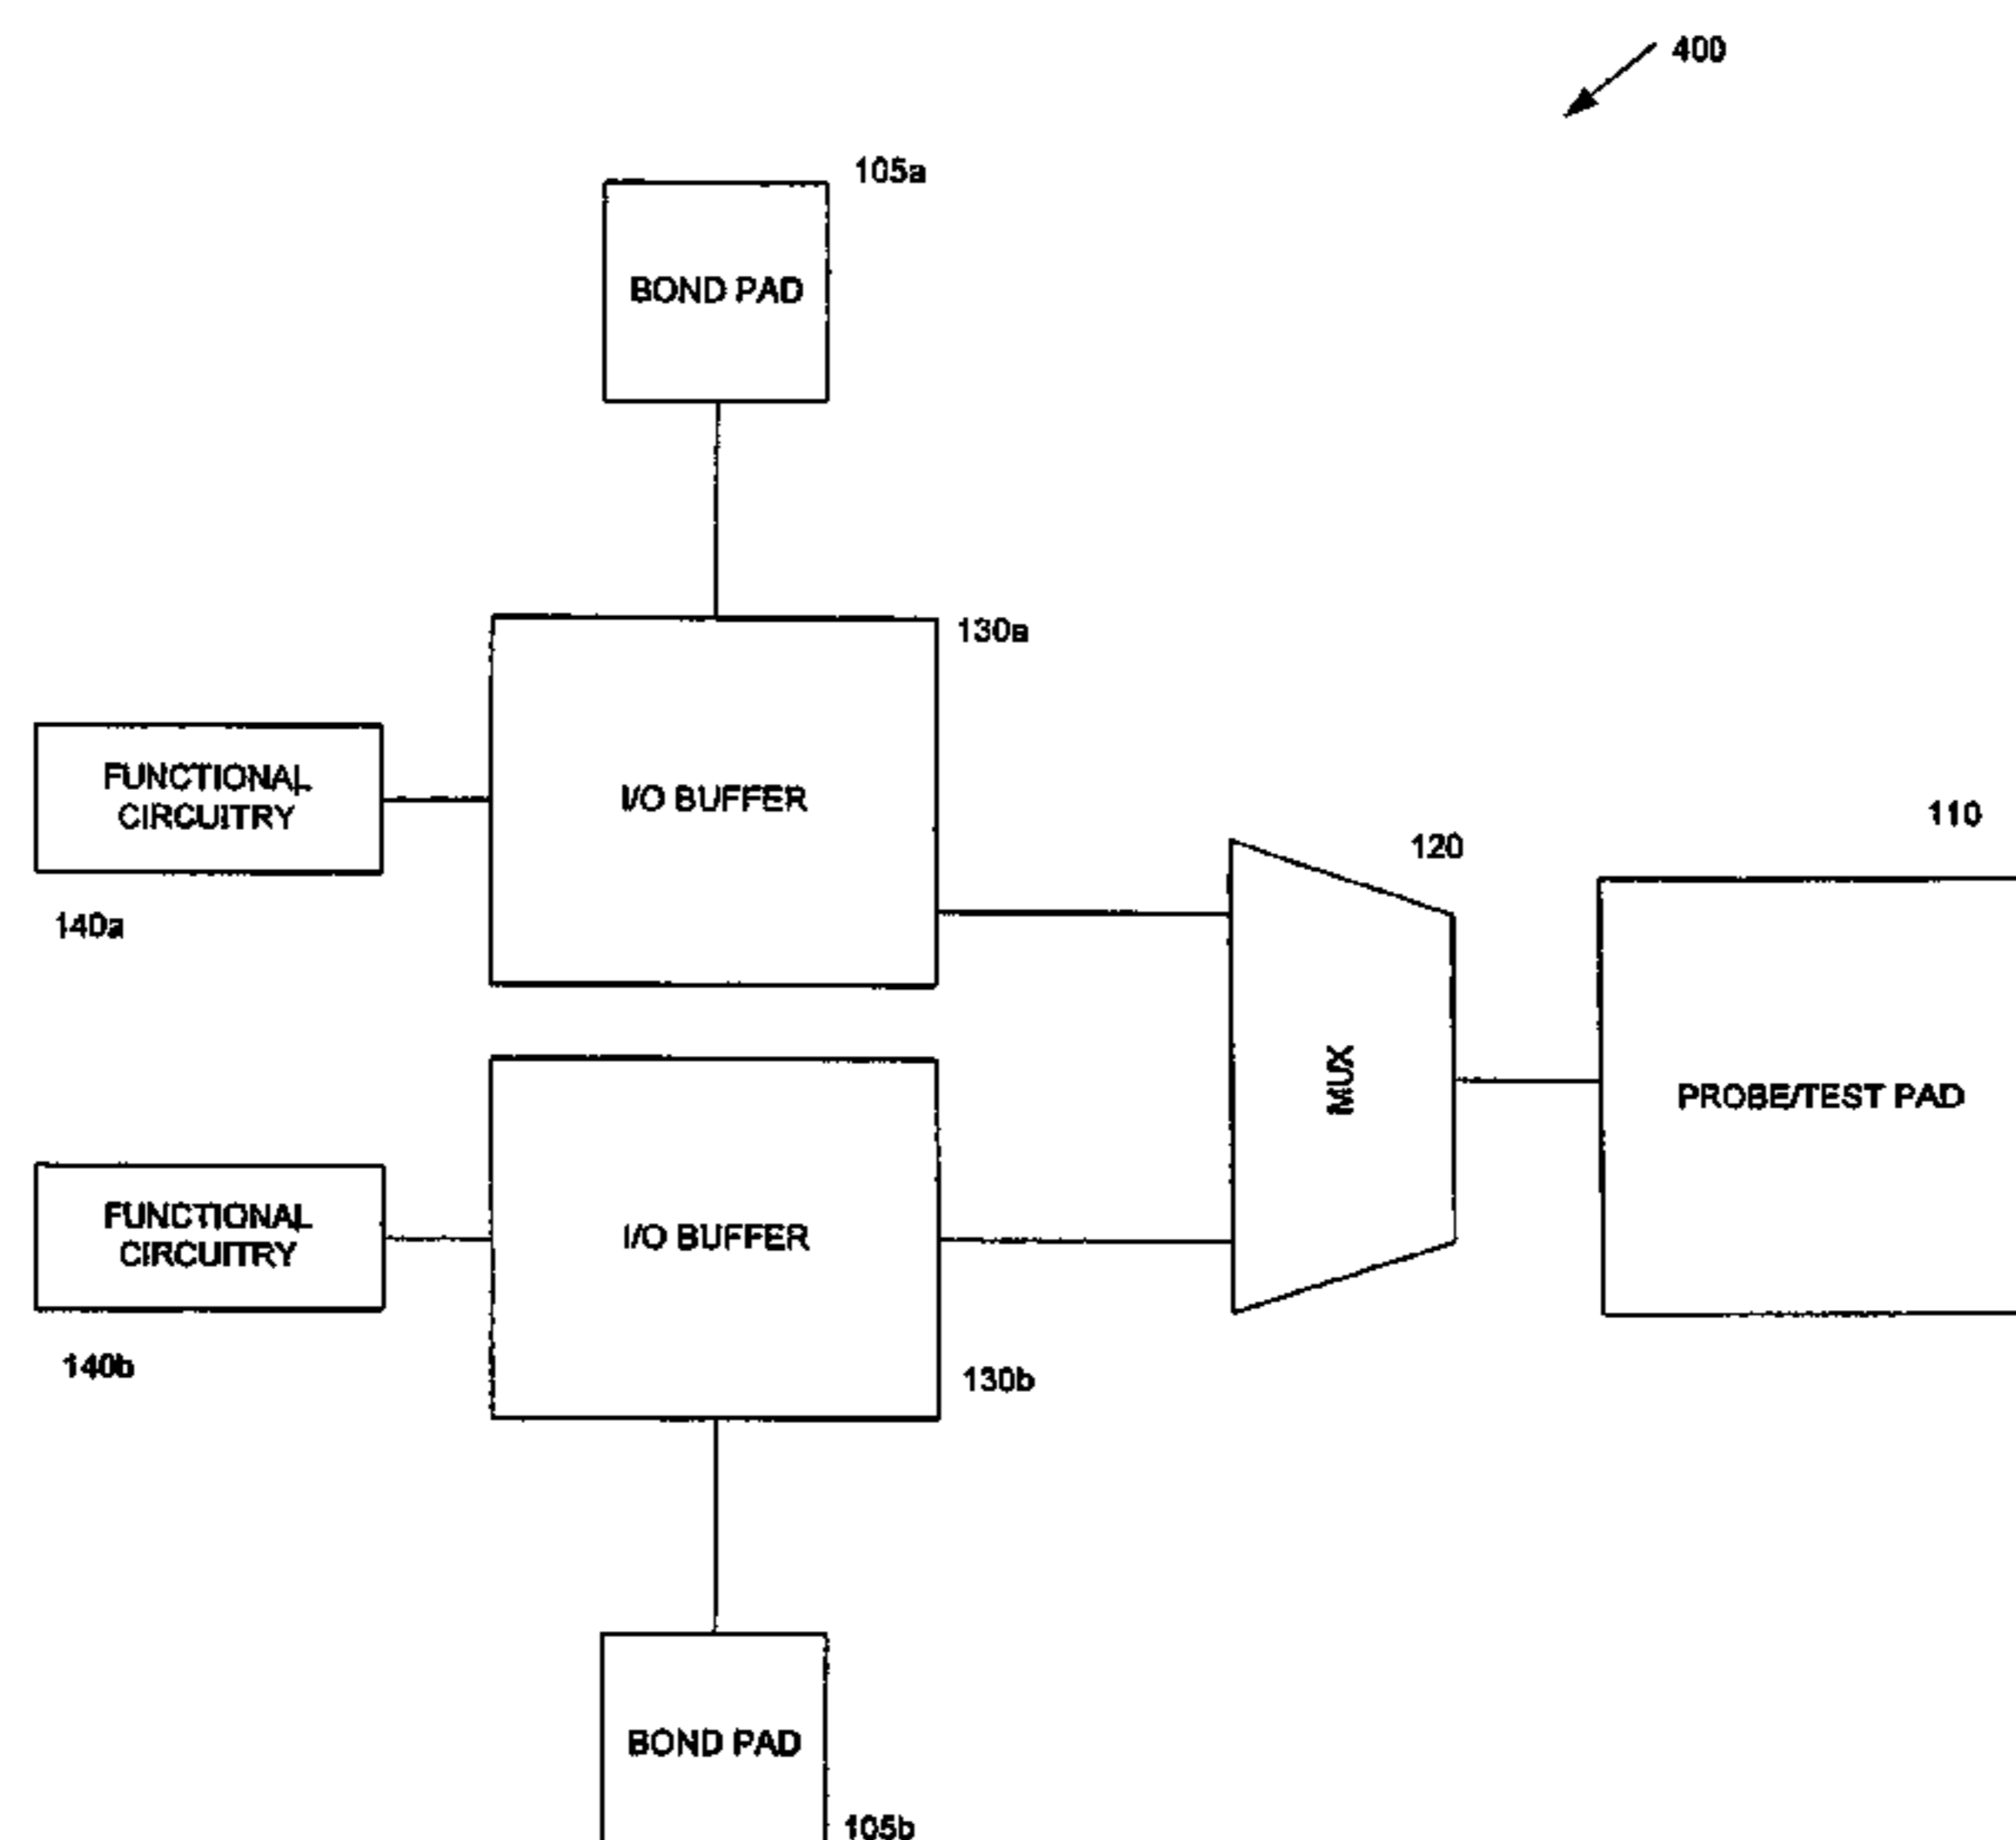 400
105a
BOND PAD
130a
FUNCTIONAL
CIRCUITRY
I/O BUFFER
140a
120
110
MUX
PROBE/TEST PAD
FUNCTIONAL
CIRCUITRY
I/O BUFFER
140b
130b
BOND PAD
105b